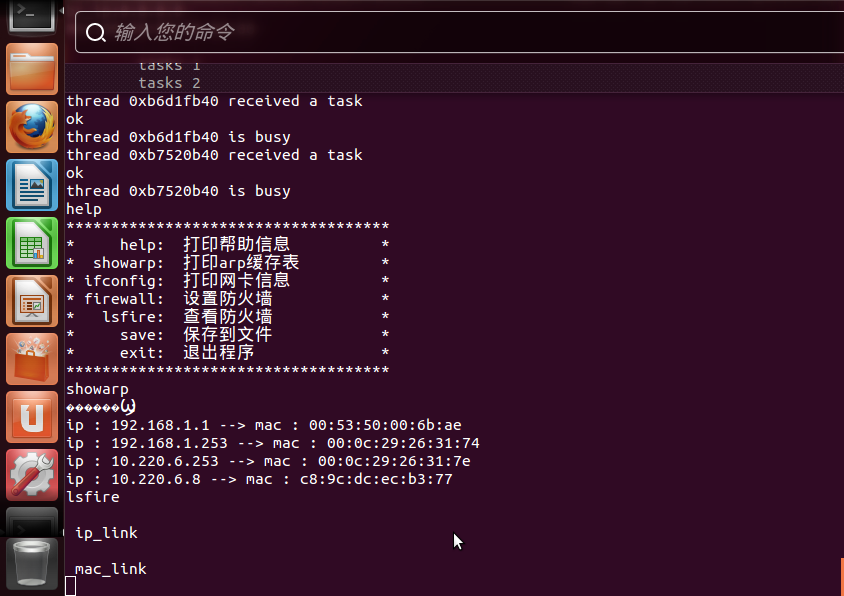 输入您的命令
tasks 1
tasks 2
thread 0xb6d1fb40 received a task
ok
thread 0xb6d1fb40 is busy
thread 0xb7520b40 received a task
ok
thread 0xb7520b40 is busy
help
************************************
* help: 打印帮助信息 *
* showarp: 打印arp缓存表 *
* ifconfig: 打印网卡信息 *
* firewall: 设置防火墙 *
* lsfire: 查看防火墙 *
* save: 保存到文件 *
* exit: 退出程序 *
************************************
showarp
ip : 192.168.1.1 --> mac : 00:53:50:00:6b:ae
ip : 192.168.1.253 --> mac : 00:0c:29:26:31:74
ip : 10.220.6.253 --> mac : 00:0c:29:26:31:7e
ip : 10.220.6.8 --> mac : c8:9c:dc:ec:b3:77
lsfire
ip_link
mac_link